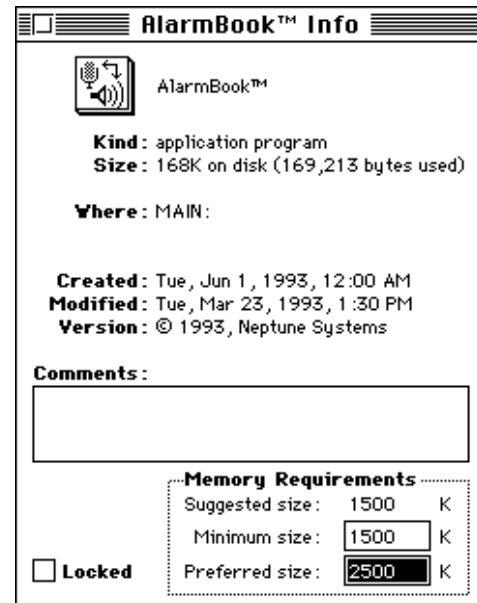 AlarmBook™ Info
AlarmBook™
Kind: application program
Size: 168K on disk (169,213 bytes used)
Where: MAIN:
Created: Tue, Jun 1, 1993, 12:00 AM
Modified: Tue, Mar 23, 1993, 1:30 PM
Version: © 1993, Neptune Systems
Comments:
Memory Requirements
Suggested size: 1500 K
Minimum size: 1500 K
Locked Preferred size: 2500 K